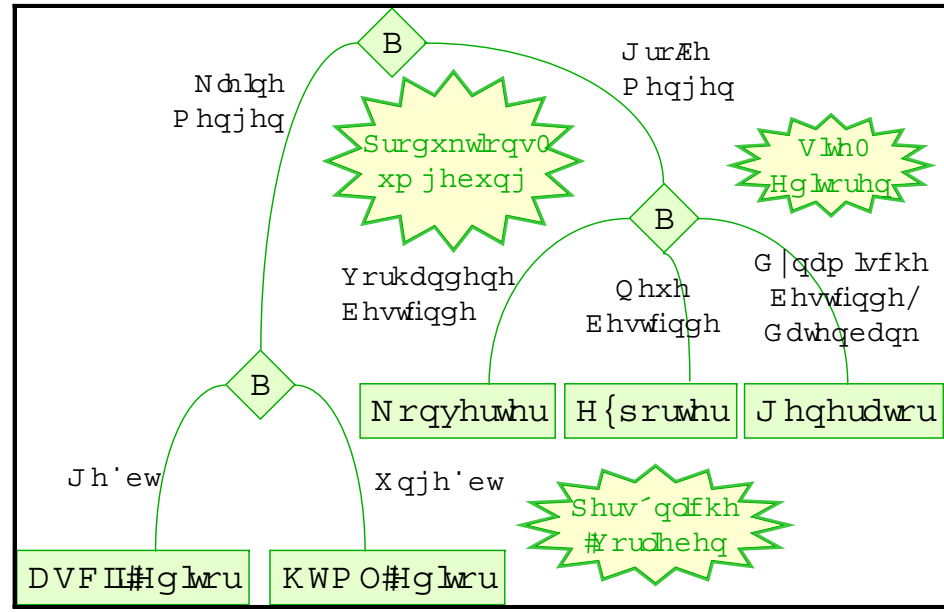 B
Nohlqh
Phqjhq
JurÆh
Phqjhq
Surgxnwlrqv0
xpjhexqj
Vlwh0
Hglwruhq
B
Yrukdqghqh
Ehvwfiqgh
Qhxh
Ehvwfiqgh
G|qdplvfkh
Ehvwfiqgh/
Gdwhqedqn
B
Nrqyhuwhu
H{sruwhu
Jhqhudwru
Jh˙ew
Xqjh˙ew
Shuv´qolfkh
#Yruolhehq
DVFLL#Hglwru
KWPO#Hglwru